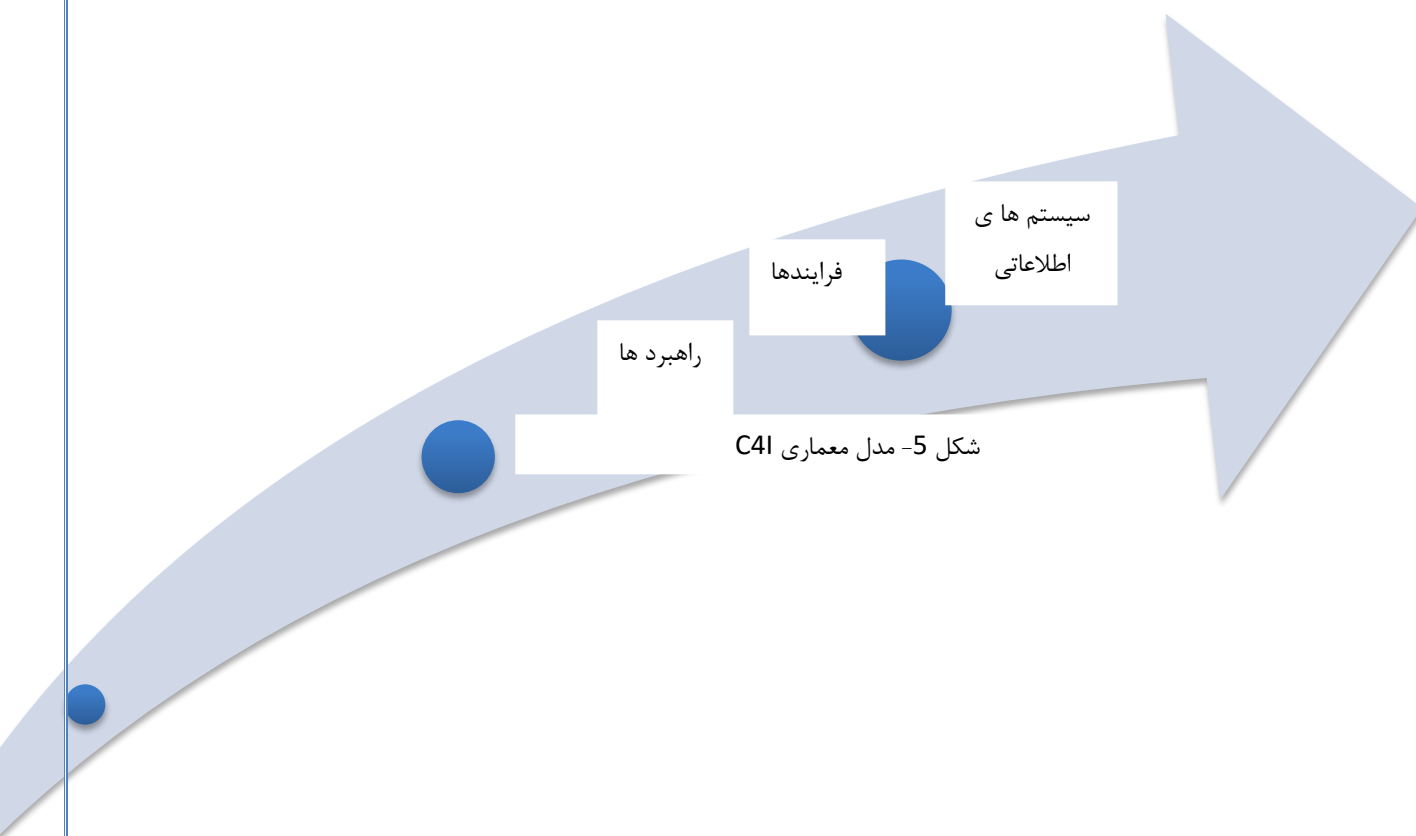 سیستم ها ی
اطلاعاتی
فرایندها
راهبرد ها
شکل 5- مدل معماری C4I